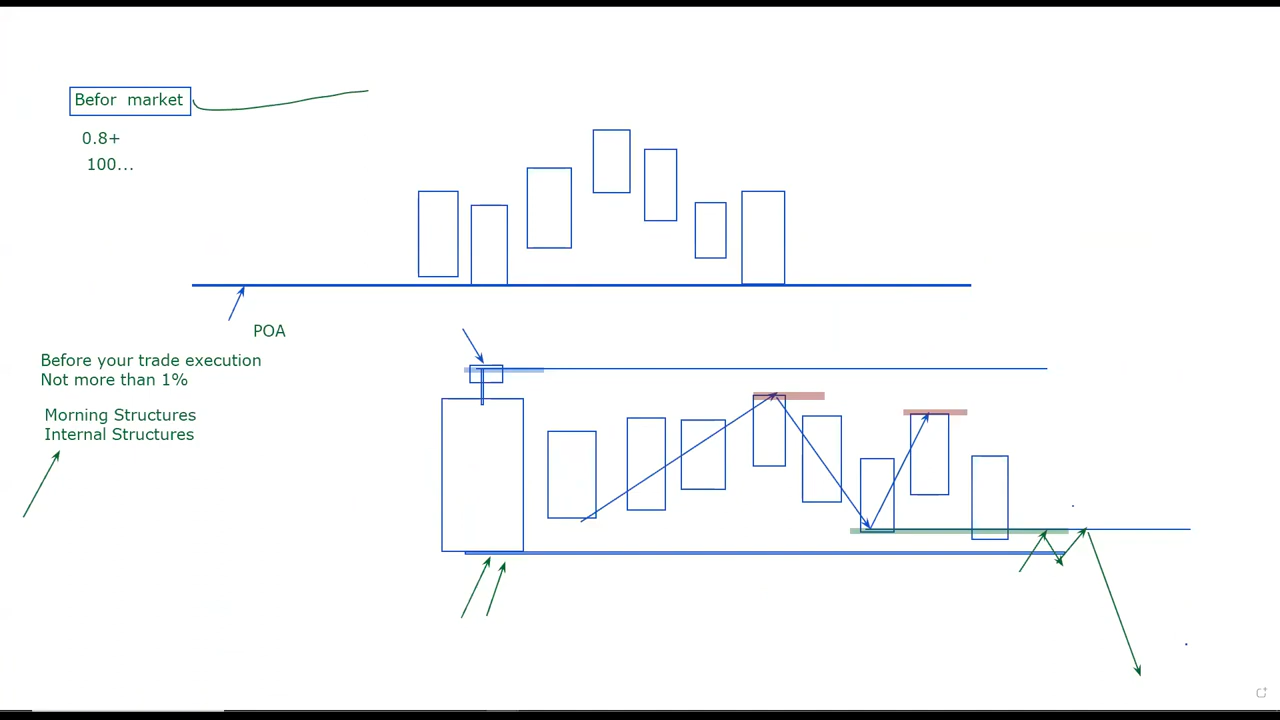 Befor market
0.8+
100...
POA
Before your trade execution
Not more than 1%
Morning Structures
Internal Structures